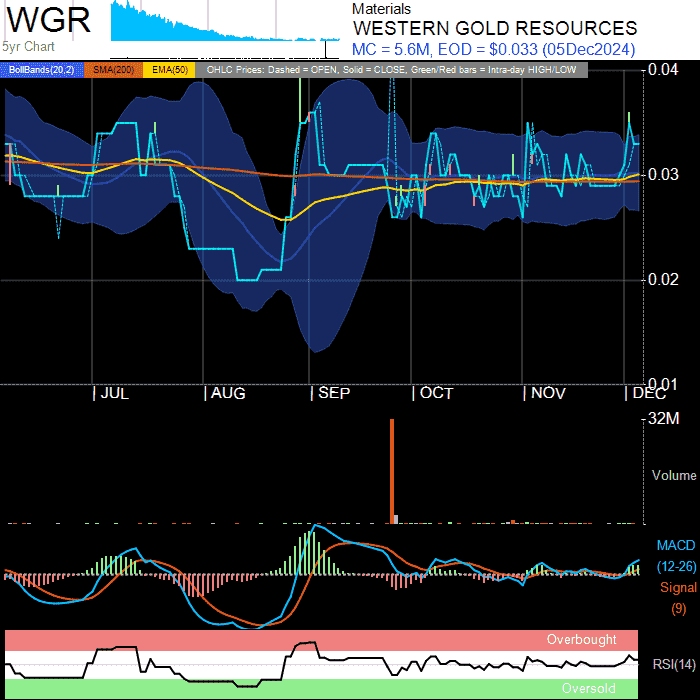 WGR
5yr Chart
Materials
WESTERN GOLD RESOURCES
MC = 5.6M, EOD = $0.033 (05Dec2024)
BollBands(20,2) SMA(200) EMA(50) OHLC Prices: Dashed = OPEN, Solid = CLOSE, Green/Red bars = Intra-day HIGH/LOW
0.04
0.03
0.02
0.01
JUL AUG SEP OCT NOV DEC
32M
Volume
MACD
(12-26)
Signal
(9)
Overbought
RSI(14)
Oversold